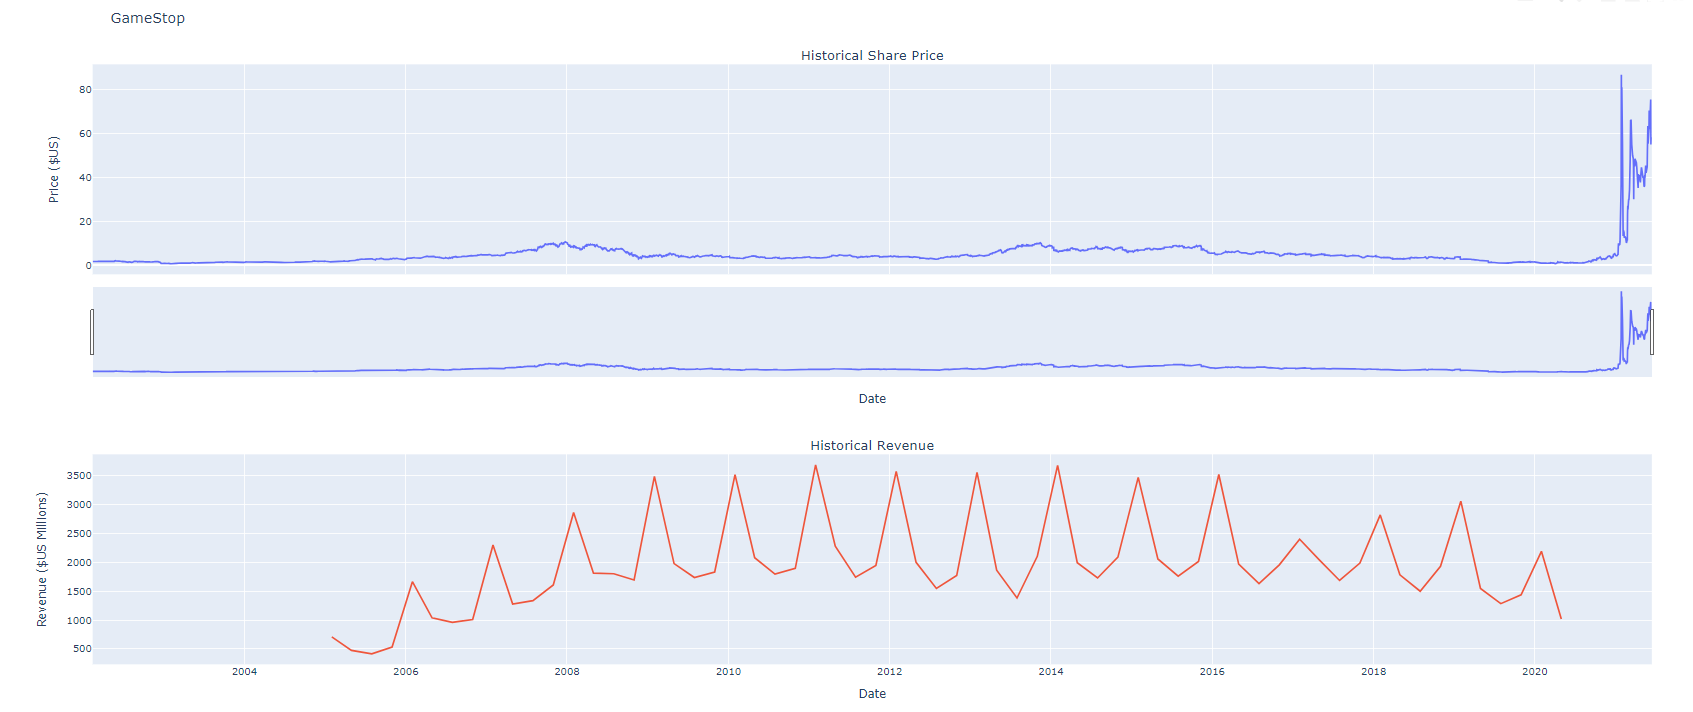 GameStop
Historical Share Price
Price ($US)
80
60
40
20
0
Date
Historical Revenue
Revenue ($US Millions)
3500
3000
2500
2000
1500
1000
500
2004 2006 2008 2010 2012 2014 2016 2018 2020
Date